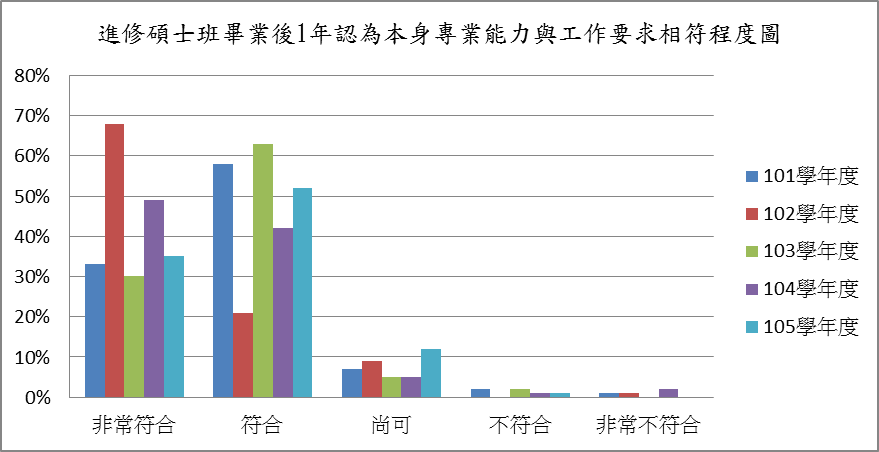 進修碩士班畢業後1年認為本身專業能力與工作要求相符程度圖
80%
70%
60%
50%
40%
30%
20%
10%
0%
非常符合
符合
尚可
不符合
非常不符合
101學年度
102學年度
103學年度
104學年度
105學年度